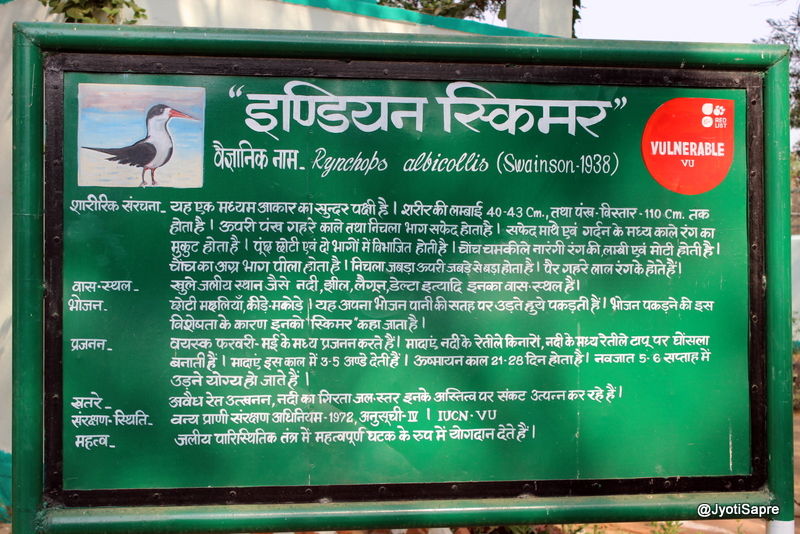 "इण्डियन स्किमर"
RED LIST
VULNERABLE
VU
वैज्ञानिक नाम_ Rynchops albicollis (Swainson-1938)
शारीरिक संरचना_ यह एक मध्यम आकार का सुन्दर पक्षी है। शरीर की लम्बाई 40-43 Cm., तथा पंख-विस्तार-110 Cm. तक
होता है। ऊपरी पंख गहरे काले तथा निचला भाग सफेद होता है। सफेद माथे एवं गर्दन के मध्य काले रंग का
मुकुट होता है। पूंछ छोटी एवं दो भागों में विभाजित होती है। चोंच चमकीले नारंगी रंग की लम्बी एवं मोटी होती है।
चोंच का अग्र भाग पीला होता है। निचला जबड़ा ऊपरी जबड़े से बड़ा होता है। पैर गहरे लाल रंग के होते हैं।
वास-स्थल_ खुले जलीय स्थान जैसे नदी, झील, लैगून, डेल्टा इत्यादि इनका वास-स्थल हैं।
भोजन_ छोटी मछलियाँ, कीड़े-मकोड़े। यह अपना भोजन पानी की सतह पर उड़ते हुये पकड़ती हैं। भोजन पकड़ने की इस
विशेषता के कारण इनको "स्किमर" कहा जाता है।
प्रजनन_ वयस्क फरवरी-मई के मध्य प्रजनन करते हैं। मादाएं नदी के रेतीले किनारों, नदी के मध्य रेतीले टापू पर घोंसला
बनाती हैं। मादाएं इस काल में 3-5 अण्डे देती हैं। ऊष्मायन काल 21-28 दिन होता है। नवजात 5-6 सप्ताह में
उड़ने योग्य हो जाते हैं।
खतरे_ अवैध रेत उत्खनन, नदी का गिरता जल-स्तर इनके अस्तित्व पर संकट उत्पन्न कर रहे हैं।
संरक्षण-स्थिति- वन्य प्राणी संरक्षण अधिनियम-1972, अनुसूची-IV। IUCN-VU
महत्व_ जलीय पारिस्थितिक तंत्र में महत्वपूर्ण घटक के रूप में योगदान देते हैं।
@JyotiSapre